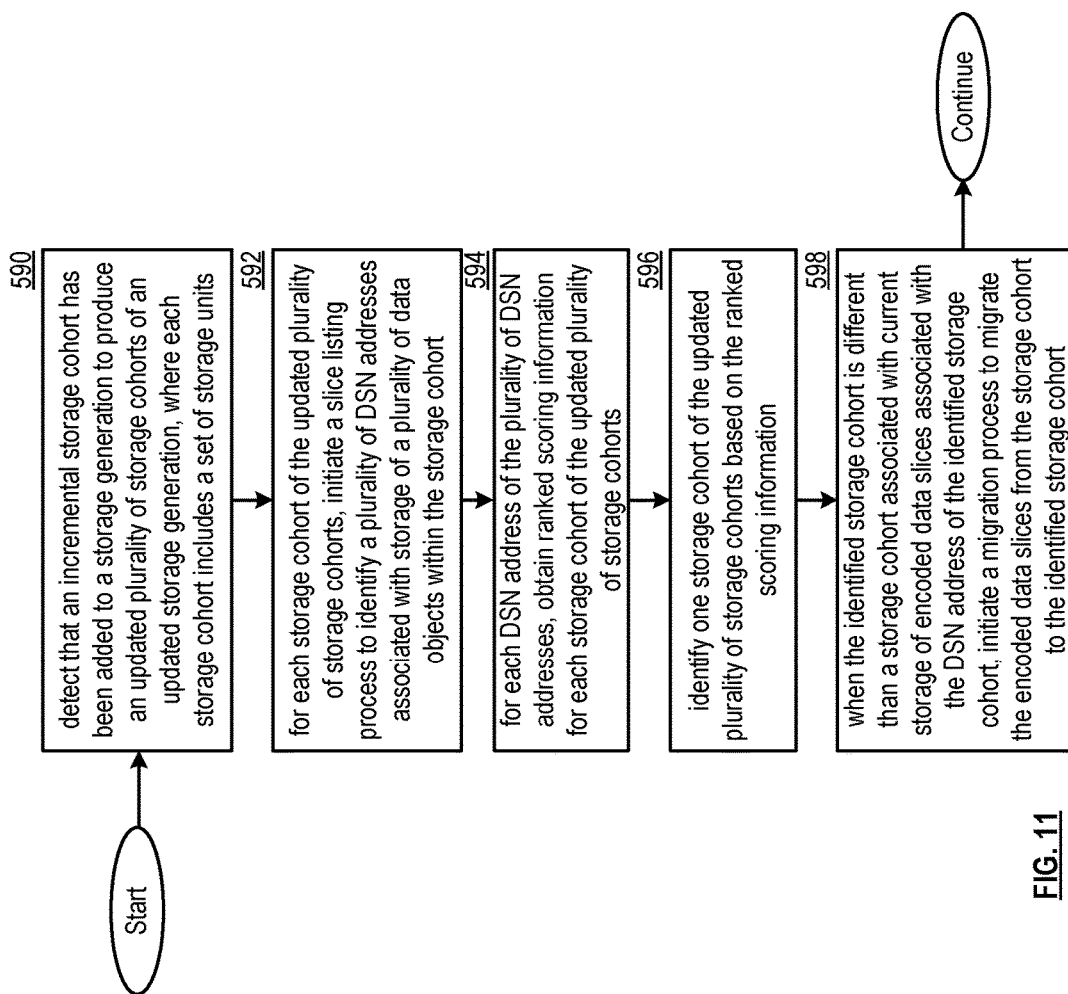 Start
590
detect that an incremental storage cohort has
been added to a storage generation to produce
an updated plurality of storage cohorts of an
updated storage generation, where each
storage cohort includes a set of storage units
592
for each storage cohort of the updated plurality
of storage cohorts, initiate a slice listing
process to identify a plurality of DSN addresses
associated with storage of a plurality of data
objects within the storage cohort
594
for each DSN address of the plurality of DSN
addresses, obtain ranked scoring information
for each storage cohort of the updated plurality
of storage cohorts
596
identify one storage cohort of the updated
plurality of storage cohorts based on the ranked
scoring information
598
when the identified storage cohort is different
than a storage cohort associated with current
storage of encoded data slices associated with
the DSN address of the identified storage
cohort, initiate a migration process to migrate
the encoded data slices from the storage cohort
to the identified storage cohort
Continue
FIG. 11